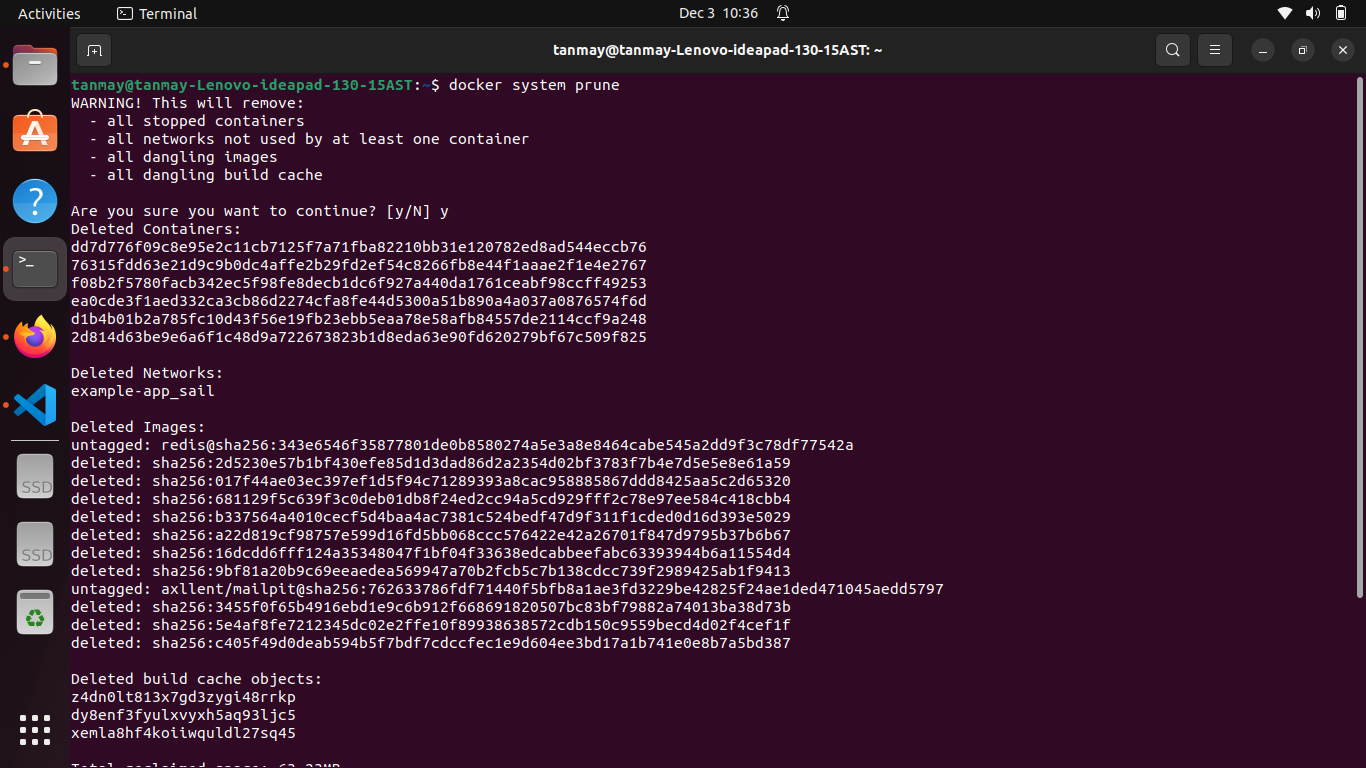 Activities
Terminal
Dec 3 10:36
tanmay@tanmay-Lenovo-ideapad-130-15AST: ~
tanmay@tanmay-Lenovo-ideapad-130-15AST:~$ docker system prune
WARNING! This will remove:
- all stopped containers
- all networks not used by at least one container
- all dangling images
- all dangling build cache
Are you sure you want to continue? [y/N] y
Deleted Containers:
dd7d776f09c8e95e2c11cb7125f7a71fba82210bb31e120782ed8ad544eccb76
76315fdd63e21d9c9b0dc4affe2b29fd2ef54c8266fb8e44f1aaae2f1e4e2767
f08b2f5780facb342ec5f98fe8decb1dc6f927a440da1761ceabf98ccff49253
ea0cde3f1aed332ca3cb86d2274cfa8fe44d5300a51b890a4a037a0876574f6d
d1b4b01b2a785fc10d43f56e19fb23ebb5eaa78e58afb84557de2114ccf9a248
2d814d63be9e6a6f1c48d9a722673823b1d8eda63e90fd620279bf67c509f825
Deleted Networks:
example-app_sail
Deleted Images:
untagged: redis@sha256:343e6546f35877801de0b8580274a5e3a8e8464cabe545a2dd9f3c78df77542a
deleted: sha256:2d5230e57b1bf430efe85d1d3dad86d2a2354d02bf3783f7b4e7d5e5e8e61a59
deleted: sha256:017f44ae03ec397ef1d5f94c71289393a8cac958885867ddd8425aa5c2d65320
deleted: sha256:681129f5c639f3c0deb01db8f24ed2cc94a5cd929fff2c78e97ee584c418cbb4
deleted: sha256:b337564a4010cecf5d4baa4ac7381c524bedf47d9f311f1cded0d16d393e5029
deleted: sha256:a22d819cf98757e599d16fd5bb068ccc576422e42a26701f847d9795b37b6b67
deleted: sha256:16dcdd6fff124a35348047f1bf04f33638edcabbeefabc63393944b6a11554d4
deleted: sha256:9bf81a20b9c69eeaedea569947a70b2fcb5c7b138cdcc739f2989425ab1f9413
untagged: axllent/mailpit@sha256:762633786fdf71440f5bfb8a1ae3fd3229be42825f24ae1ded471045aedd5797
deleted: sha256:3455f0f65b4916ebd1e9c6b912f668691820507bc83bf79882a74013ba38d73b
deleted: sha256:5e4af8fe7212345dc02e2ffe10f89938638572cdb150c9559becd4d02f4cef1f
deleted: sha256:c405f49d0deab594b5f7bdf7cdccfec1e9d604ee3bd17a1b741e0e8b7a5bd387
Deleted build cache objects:
z4dn0lt813x7gd3zygi48rrkp
dy8enf3fyulxvyxh5aq93ljc5
xemla8hf4koiiwquldl27sq45
SSD
SSD